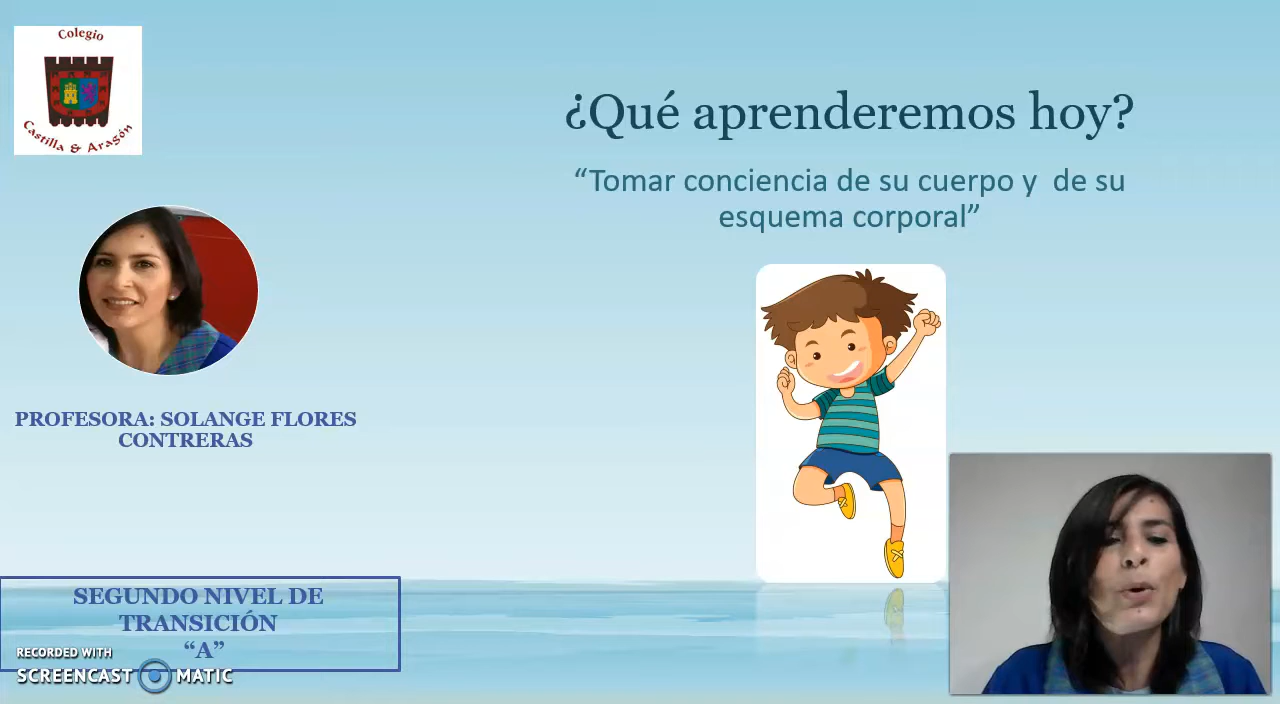 Colegio
Castilla & Aragón
¿Qué aprenderemos hoy?
“Tomar conciencia de su cuerpo y  de su
esquema corporal”
PROFESORA: SOLANGE FLORES
CONTRERAS
SEGUNDO NIVEL DE
TRANSICIÓN
“A”
RECORDED WITH
SCREENCAST MATIC